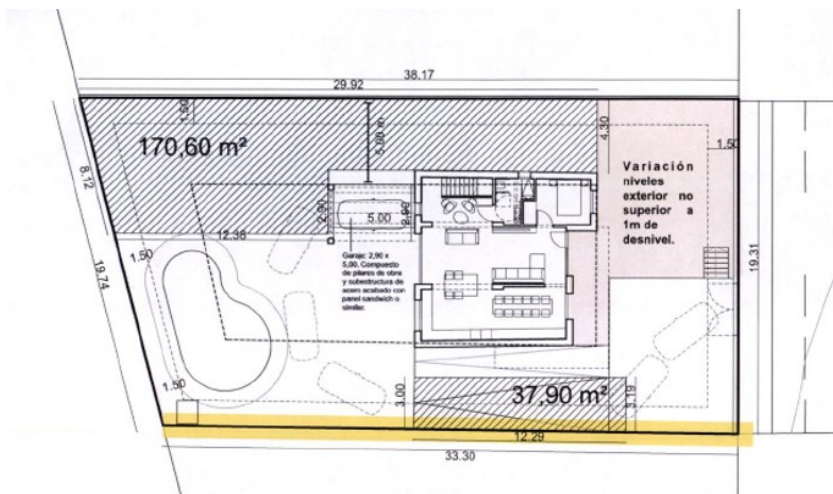 38.17
29.92
1.50
170,60 m²
5.00 m.
4.30
1.50
Variación
niveles
exterior no
superior a
1m de
desnivel.
8.12
2.90
5.00
2.90
12.38
Garaje: 2,90 x
5,00. Compuesto
de pilares de obra
y subestructura de
acero acabado con
panel sandwich o
similar.
1.50
19.74
19.31
1.50
3.00
37,90 m²
3.19
12.29
33.30